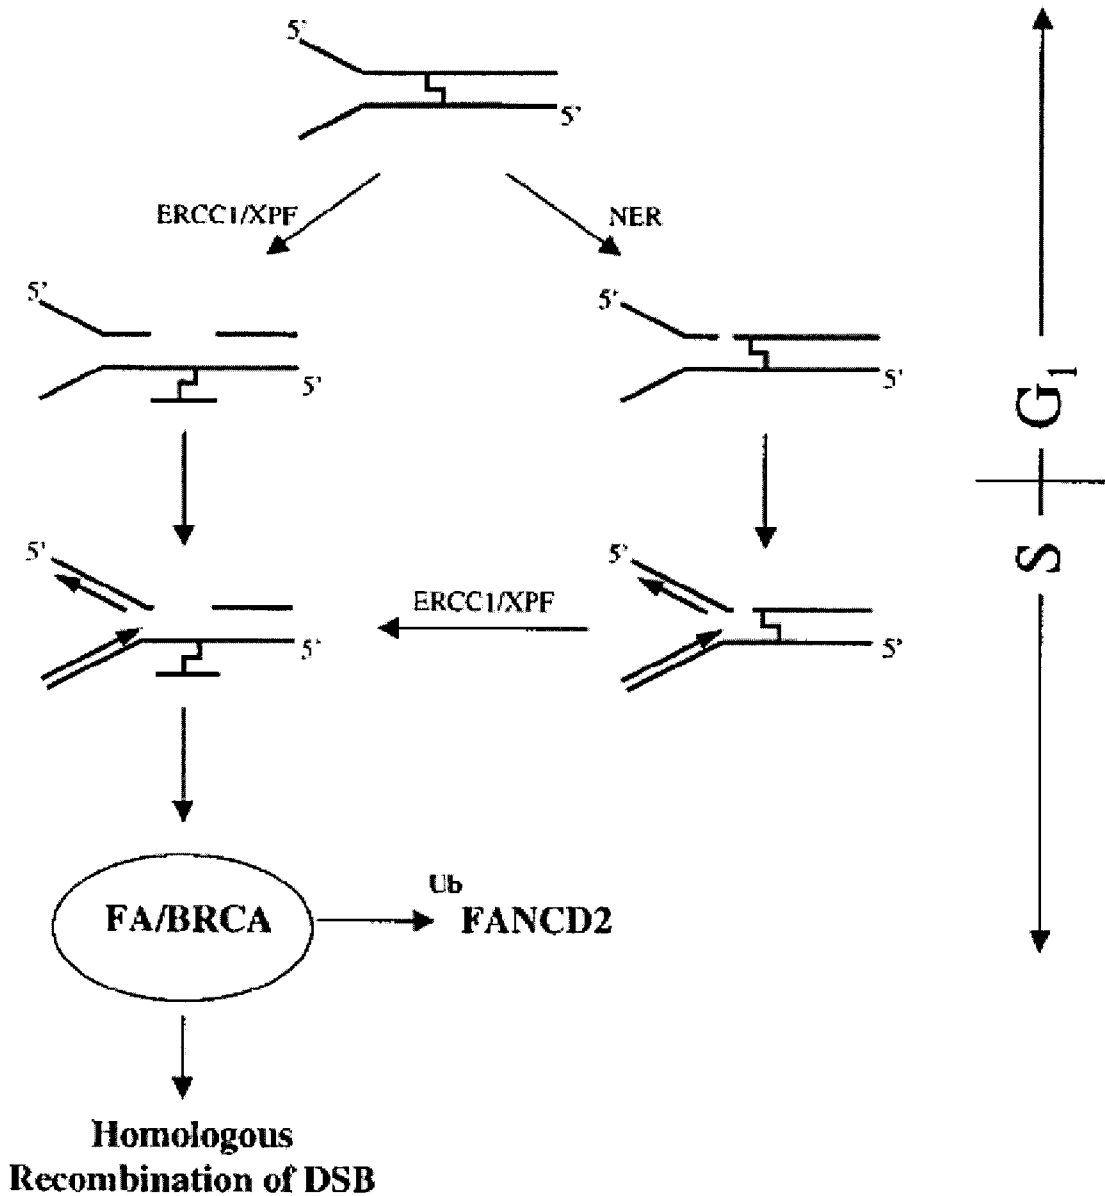 5'
5'
ERCC1/XPF
NER
5'
5'
5'
5'
G1
S
5'
5'
ERCC1/XPF
5'
5'
FA/BRCA
Ub
FANCD2
Homologous
Recombination of DSB